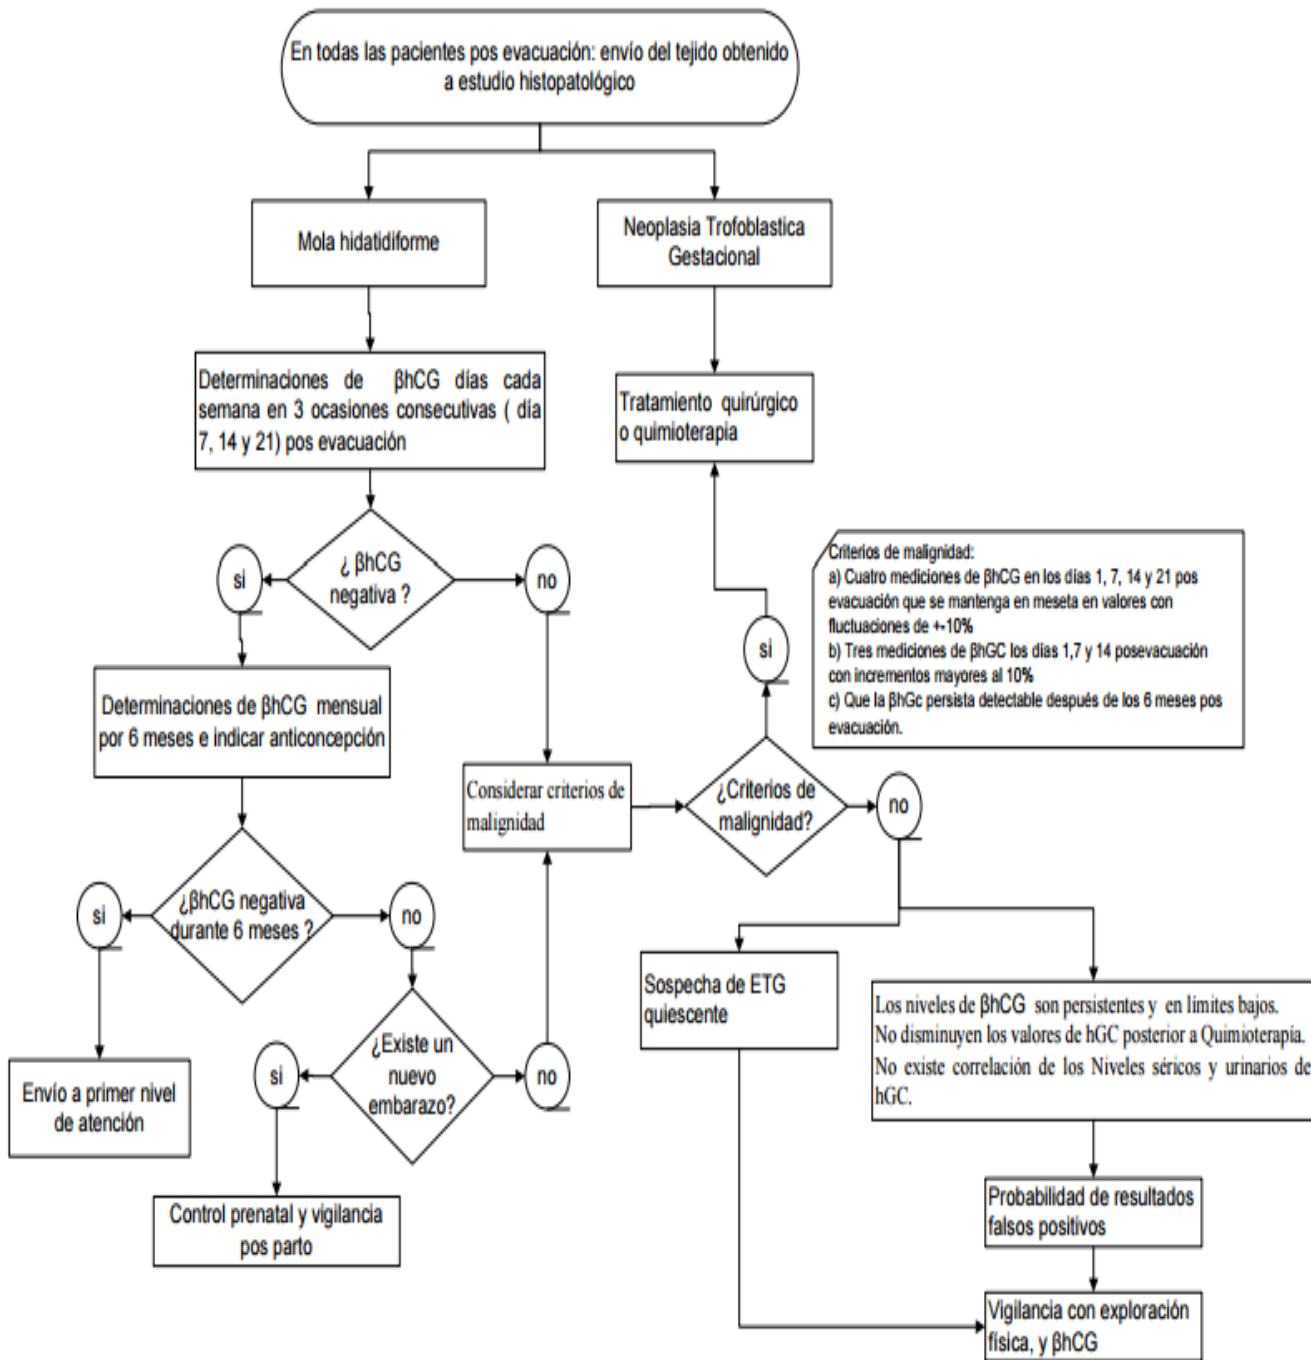 En todas las pacientes pos evacuación: envío del tejido obtenido
a estudio histopatológico
Mola hidatidiforme
Neoplasia Trofoblastica
Gestacional
Determinaciones de βhCG días cada
semana en 3 ocasiones consecutivas ( día
7, 14 y 21) pos evacuación
Tratamiento quirúrgico
o quimioterapia
¿ βhCG
negativa ?
si
no
Criterios de malignidad:
a) Cuatro mediciones de βhCG en los días 1, 7, 14 y 21 pos
evacuación que se mantenga en meseta en valores con
fluctuaciones de +-10%
b) Tres mediciones de βhGC los días 1,7 y 14 posevacuación
con incrementos mayores al 10%
c) Que la βhGc persista detectable después de los 6 meses pos
evacuación.
si
Determinaciones de βhCG mensual
por 6 meses e indicar anticoncepción
Considerar criterios de
malignidad
¿Criterios de
malignidad?
no
¿βhCG negativa
durante 6 meses ?
si
no
Sospecha de ETG
quiescente
Los niveles de βhCG son persistentes y en limites bajos.
No disminuyen los valores de hGC posterior a Quimioterapía.
No existe correlación de los Niveles séricos y urinarios de
hGC.
¿Existe un
nuevo
embarazo?
si
no
Envío a primer nivel
de atención
Control prenatal y vigilancia
pos parto
Probabilidad de resultados
falsos positivos
Vigilancia con exploración
física, y βhCG